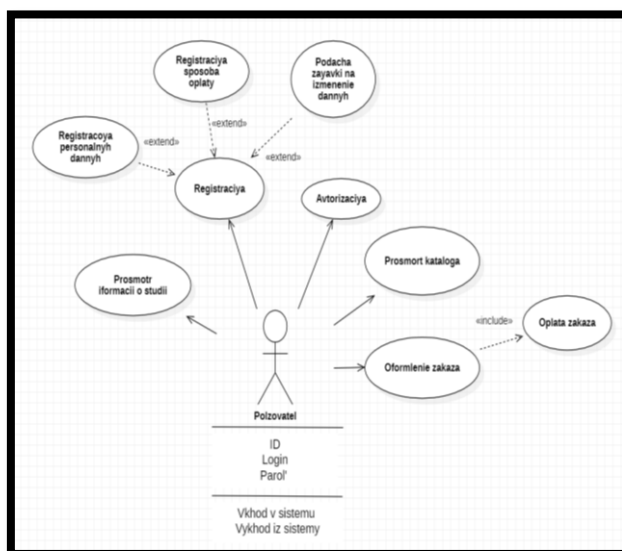 Registraciya
sposoba
oplaty
Podacha
zayavki na
izmenenie
dannyh
«extend»
Registracoya
personalnyh
dannyh
«extend»
«extend»
Registraciya
Avtorizaciya
Prosmort kataloga
Prosmotr
iformacii o studii
«include»
Oplata zakaza
Oformlenie zakaza
Polzovatel
ID
Login
Parol'
Vkhod v sistemu
Vykhod iz sistemy